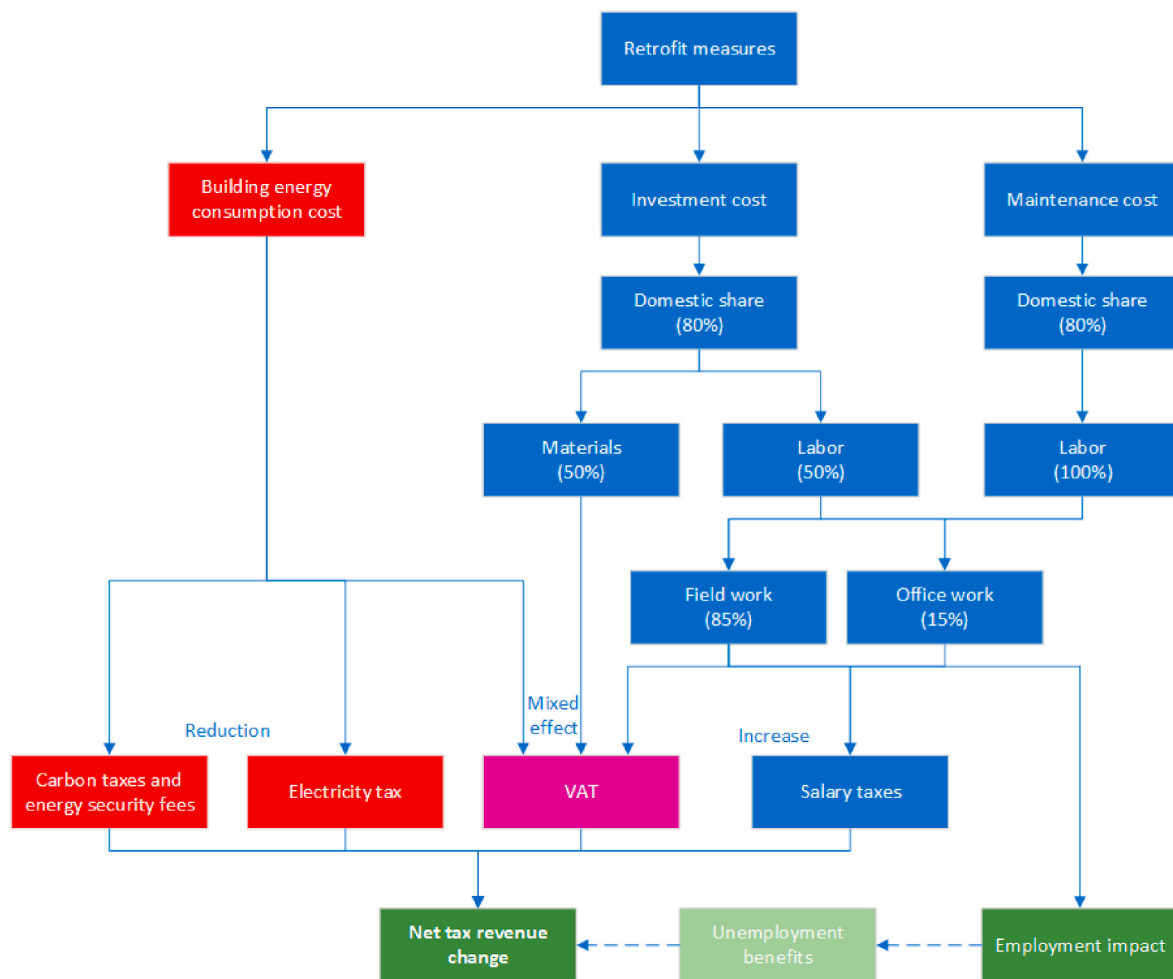 Retrofit measures
Building energy
consumption cost
Investment cost
Maintenance cost
Domestic share
(80%)
Domestic share
(80%)
Materials
(50%)
Labor
(50%)
Labor
(100%)
Field work
(85%)
Office work
(15%)
Reduction
Mixed
effect
Increase
Carbon taxes and
energy security fees
Electricity tax
VAT
Salary taxes
Net tax revenue
change
Unemployment
benefits
Employment impact